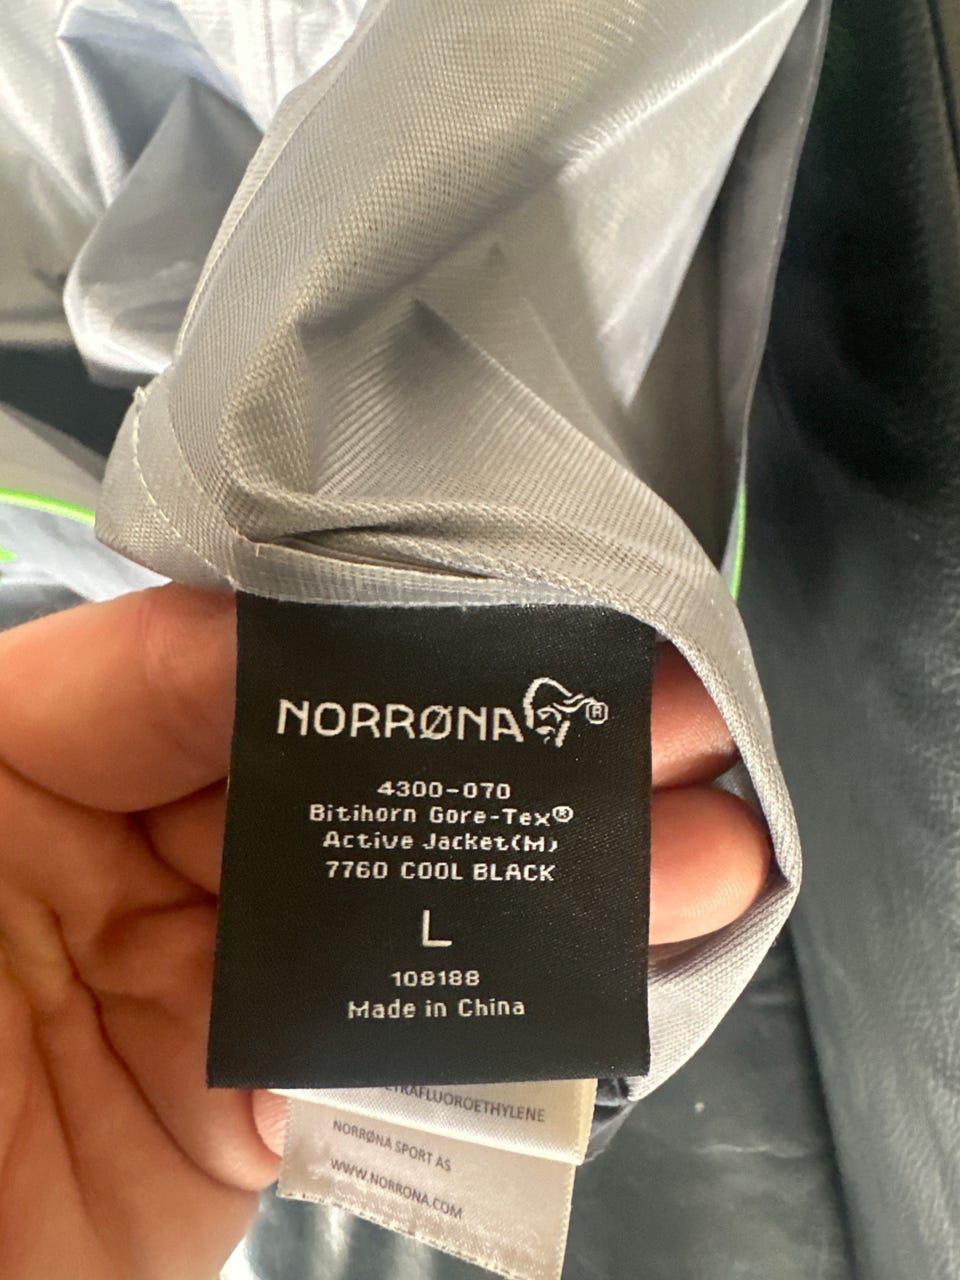 NORRØNA®
4300-070
Bitihorn Gore-Tex®
Active Jacket(M)
7760 COOL BLACK
L
108188
Made in China
TRAFLUOROETHYLENE
NORRØNA SPORT AS
WWW.NORRONA.COM